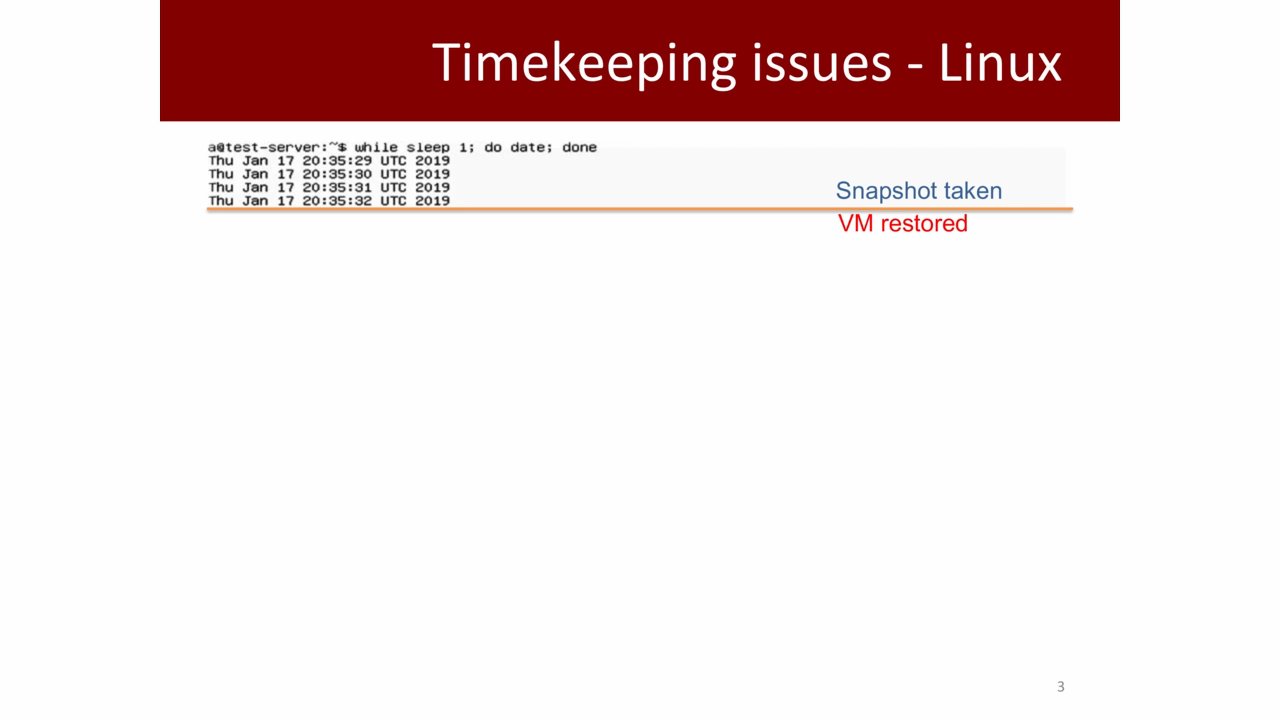 Timekeeping issues - Linux
a@test-server:~$ while sleep 1; do date; done
Thu Jan 17 20:35:29 UTC 2019
Thu Jan 17 20:35:30 UTC 2019
Thu Jan 17 20:35:31 UTC 2019
Thu Jan 17 20:35:32 UTC 2019
Snapshot taken
VM restored
3